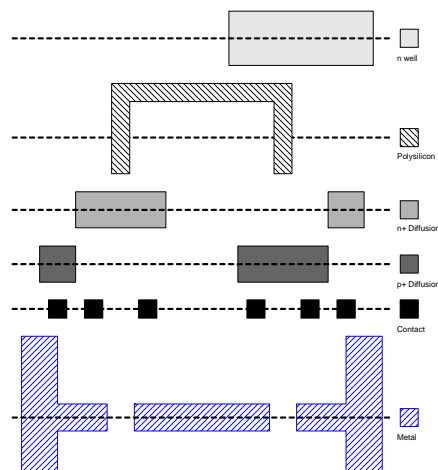 n well
Polysilicon
n+ Diffusion
p+ Diffusion
Contact
Metal